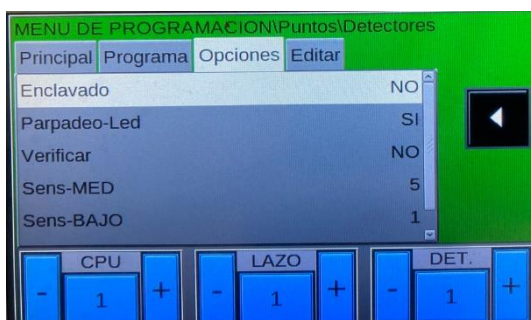 MENU DE PROGRAMACION\Puntos\Detectores
Principal Programa Opciones Editar
Enclavado NO
Parpadeo-Led SI
Verificar NO
Sens-MED 5
Sens-BAJO 1
CPU LAZO DET.
- 1 + - 1 + - 1 +